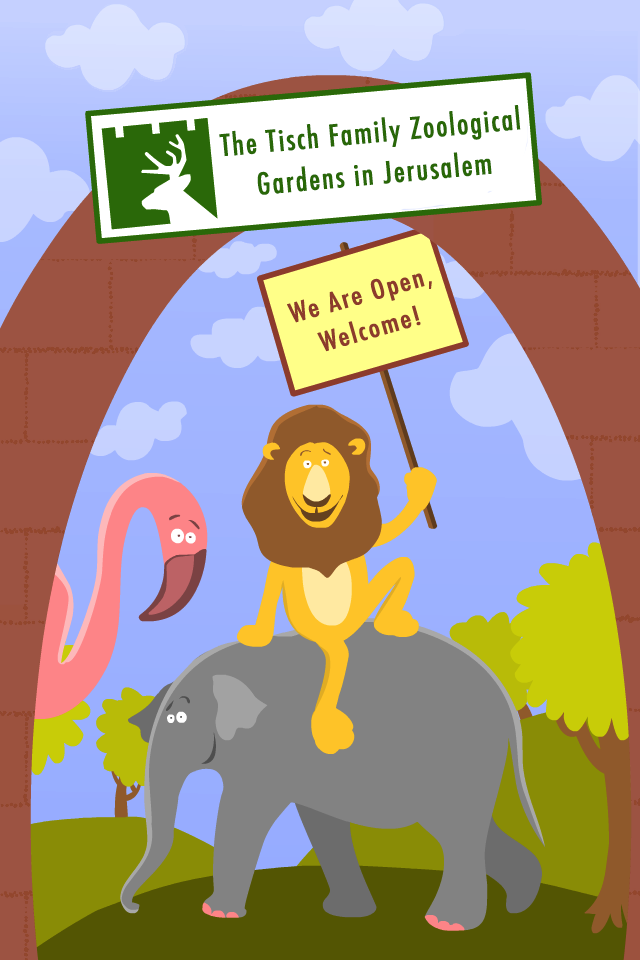 The Tisch Family Zoological
Gardens in Jerusalem
We Are Open,
Welcome!